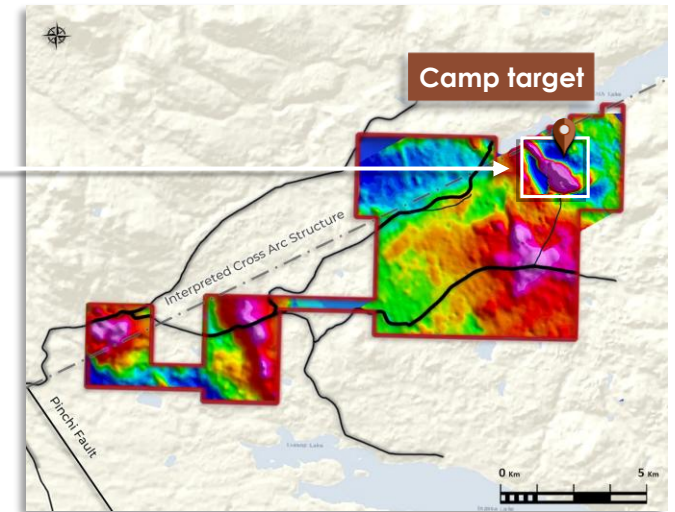 Camp target
Interpreted Cross Arc Structure
Pinchi Fault
0 Km
5 Km